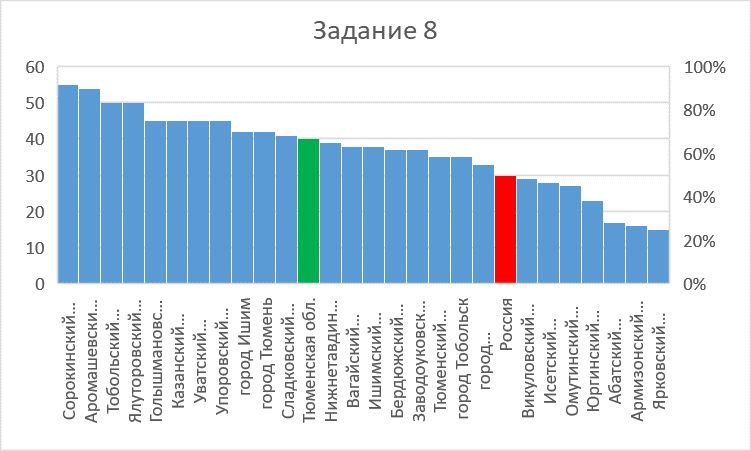 Задание 8
60
50
40
30
20
10
0
100%
80%
60%
40%
20%
0%
Сорокинский…
Аромашевски…
Тобольский…
Ялуторовский…
Голышмановс…
Казанский…
Уватский…
Упоровский…
город Ишим
город Тюмень
Сладковский…
Тюменская обл.
Нижнетавдин…
Вагайский…
Ишимский…
Бердюжский…
Заводоуковск…
Тюменский…
город Тобольск
город…
Россия
Викуловский…
Исетский…
Омутинский…
Юргинский…
Абатский…
Армизонский…
Ярковский…